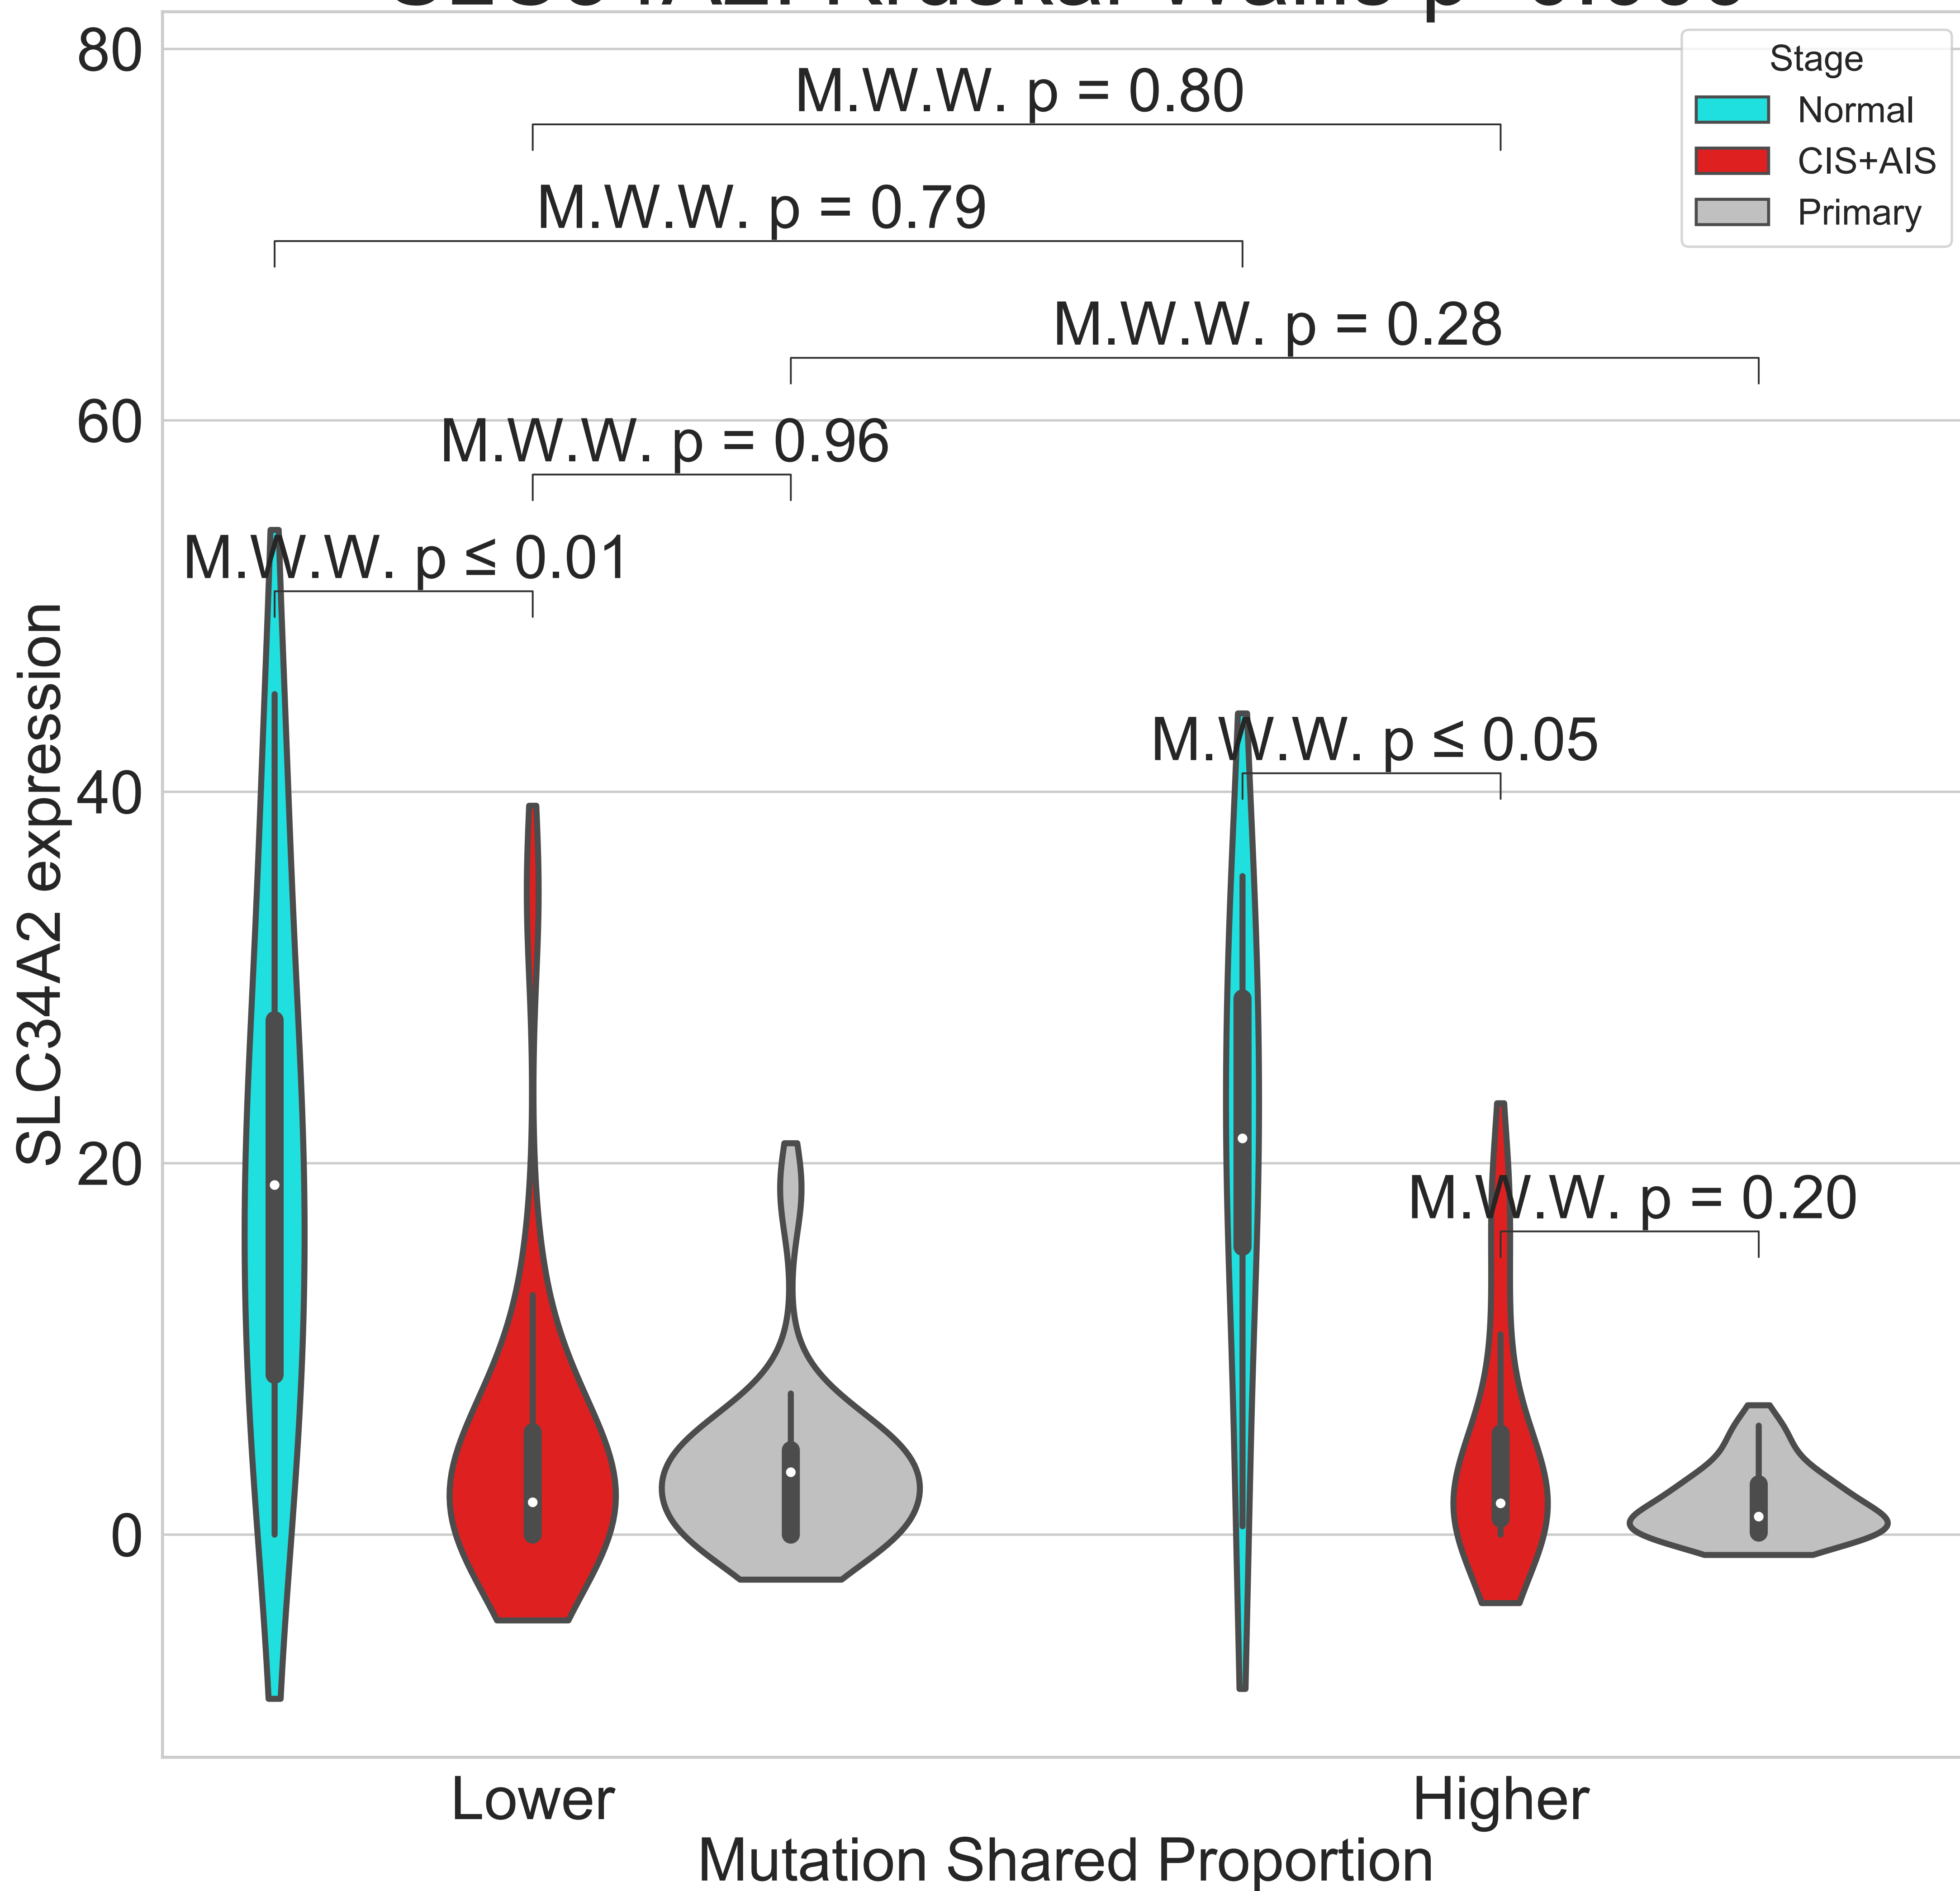 80
Stage
Normal
CIS+AIS
Primary
M.W.W. p = 0.80
M.W.W. p = 0.79
M.W.W. p = 0.28
60
M.W.W. p = 0.96
M.W.W. p ≤ 0.01
M.W.W. p ≤ 0.05
40
SLC34A2 expression
20
M.W.W. p = 0.20
0
Lower
Higher
Mutation Shared Proportion